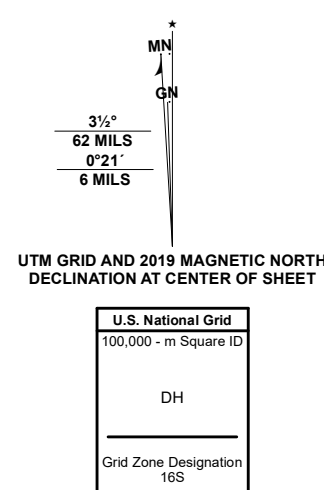 MN
GN
3½°
62 MILS
0°21´
6 MILS
UTM GRID AND 2019 MAGNETIC NORTH
DECLINATION AT CENTER OF SHEET
U.S. National Grid
100,000 - m Square ID
DH
Grid Zone Designation
16S